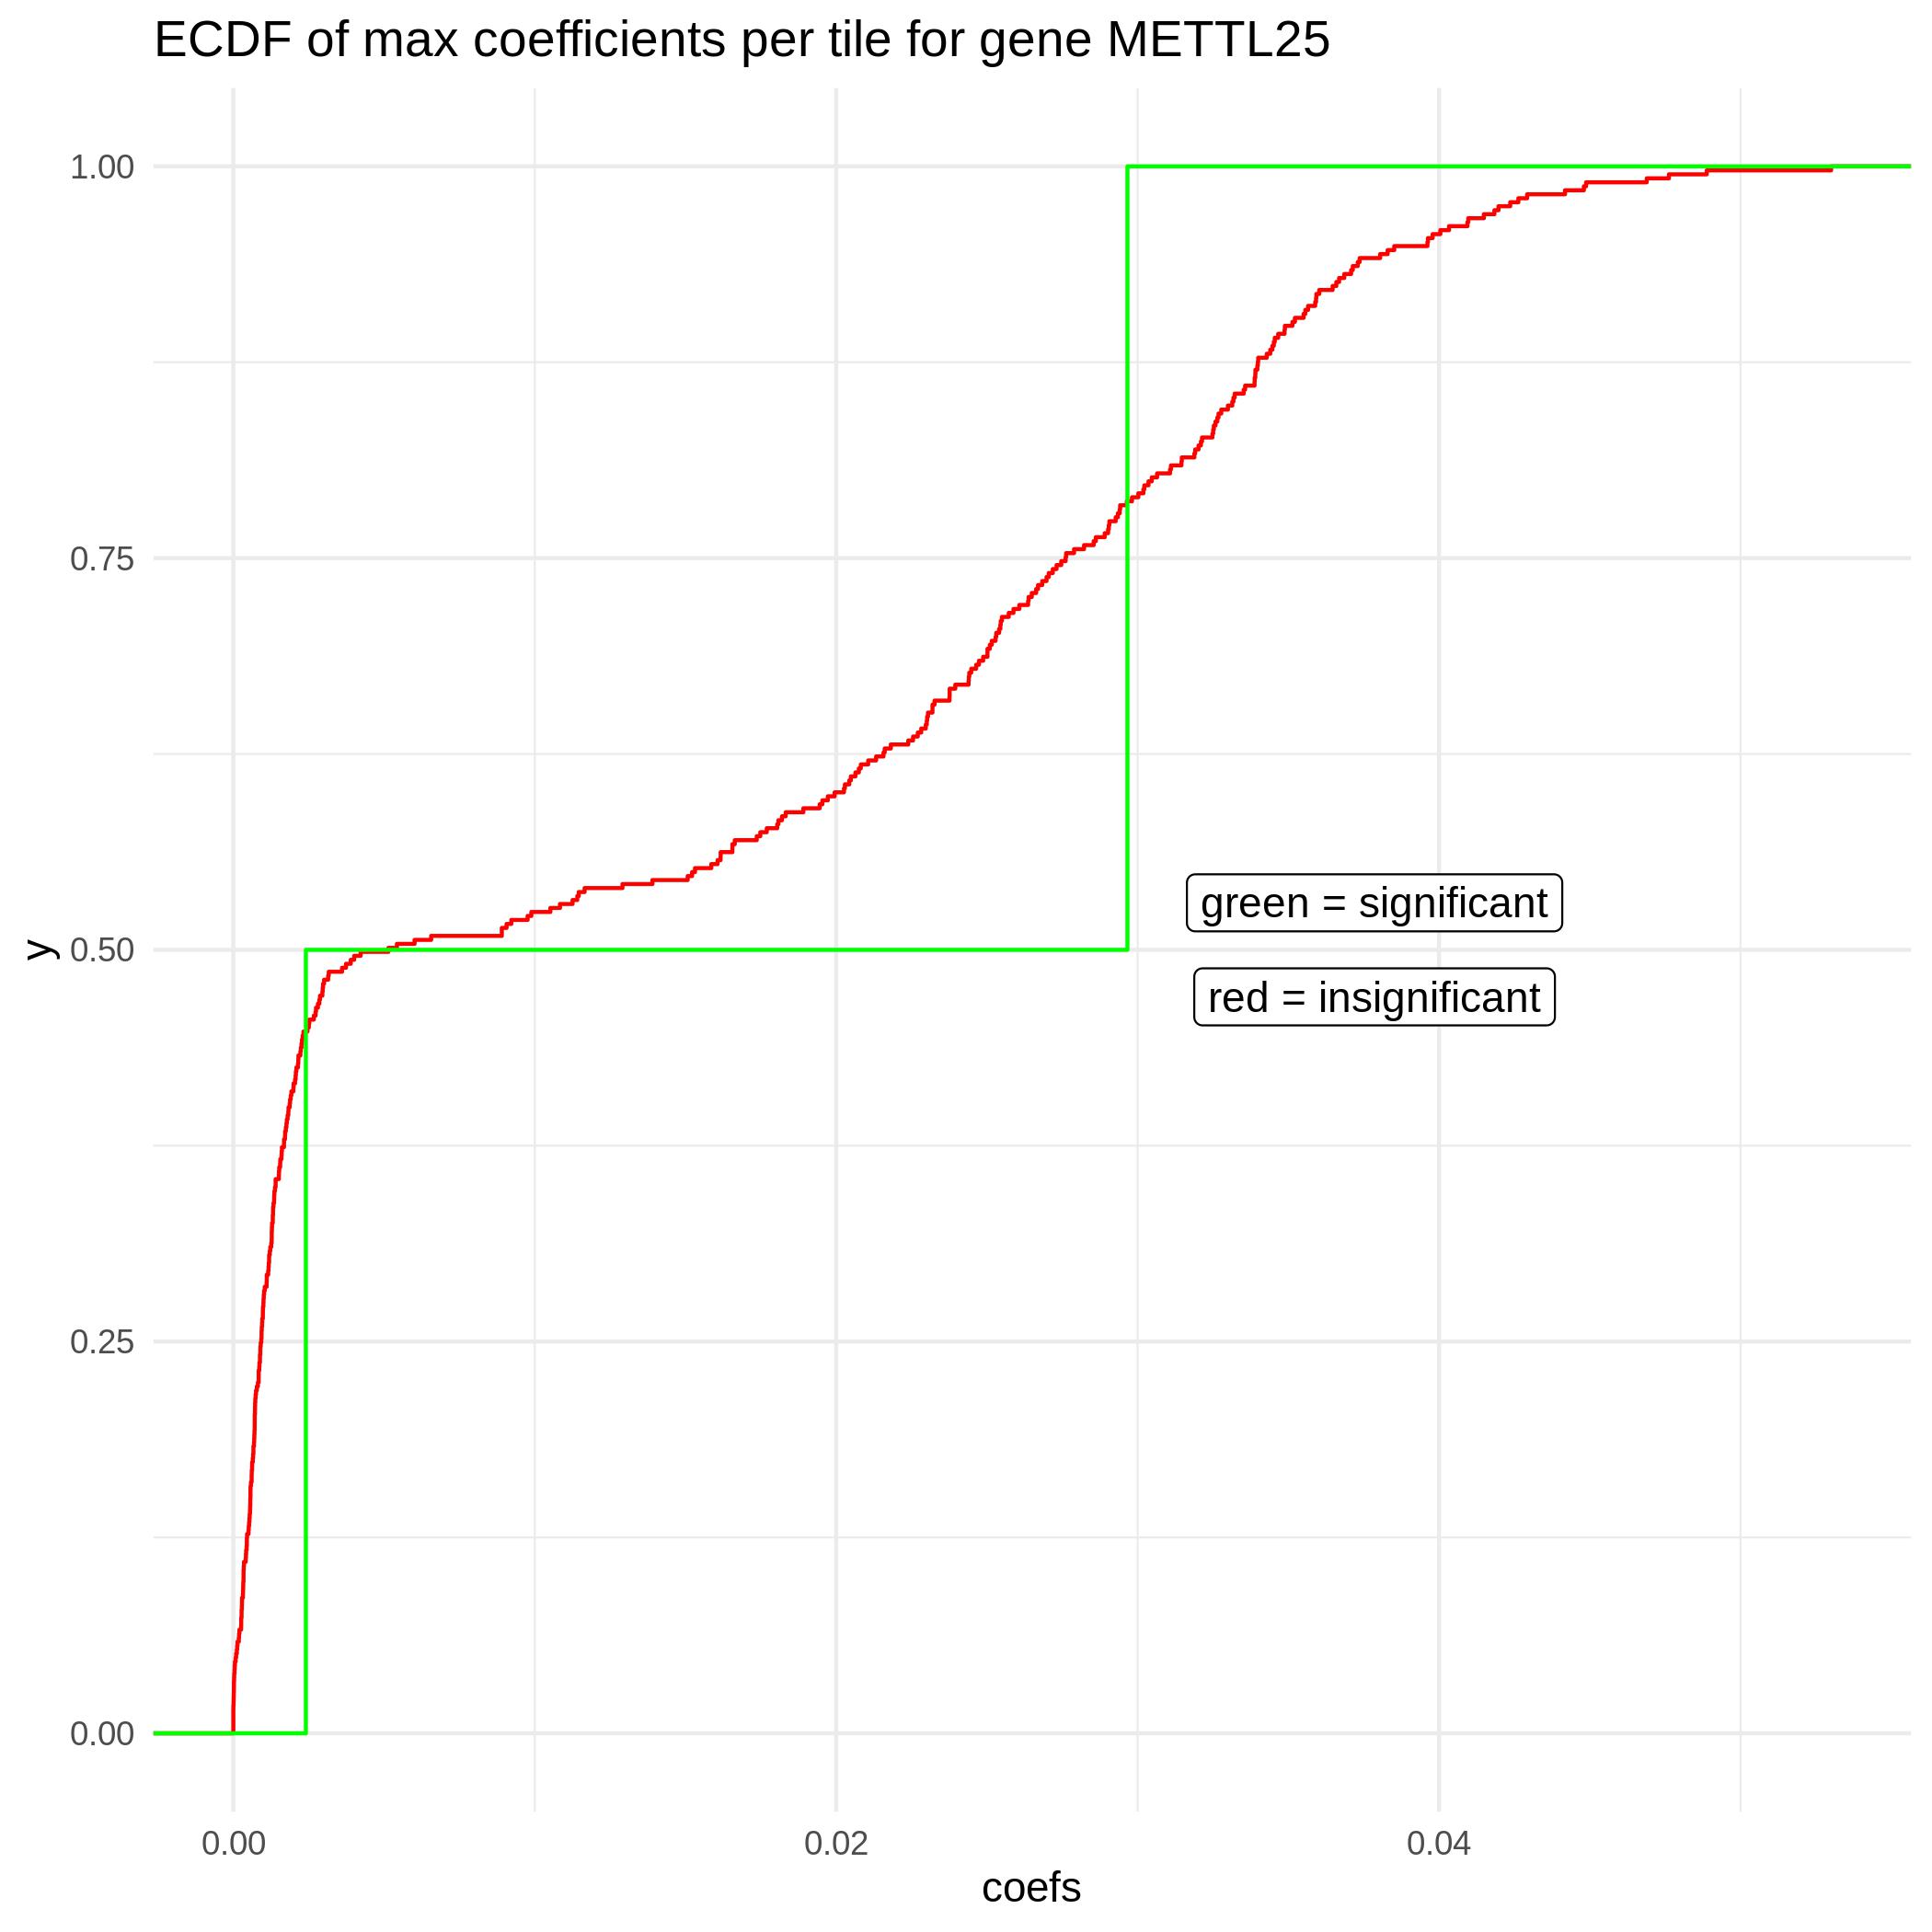 ECDF of max coefficients per tile for gene METTL25
1.00
0.75
0.50
0.25
0.00
y
green = significant
red = insignificant
0.00 0.02 0.04
coefs